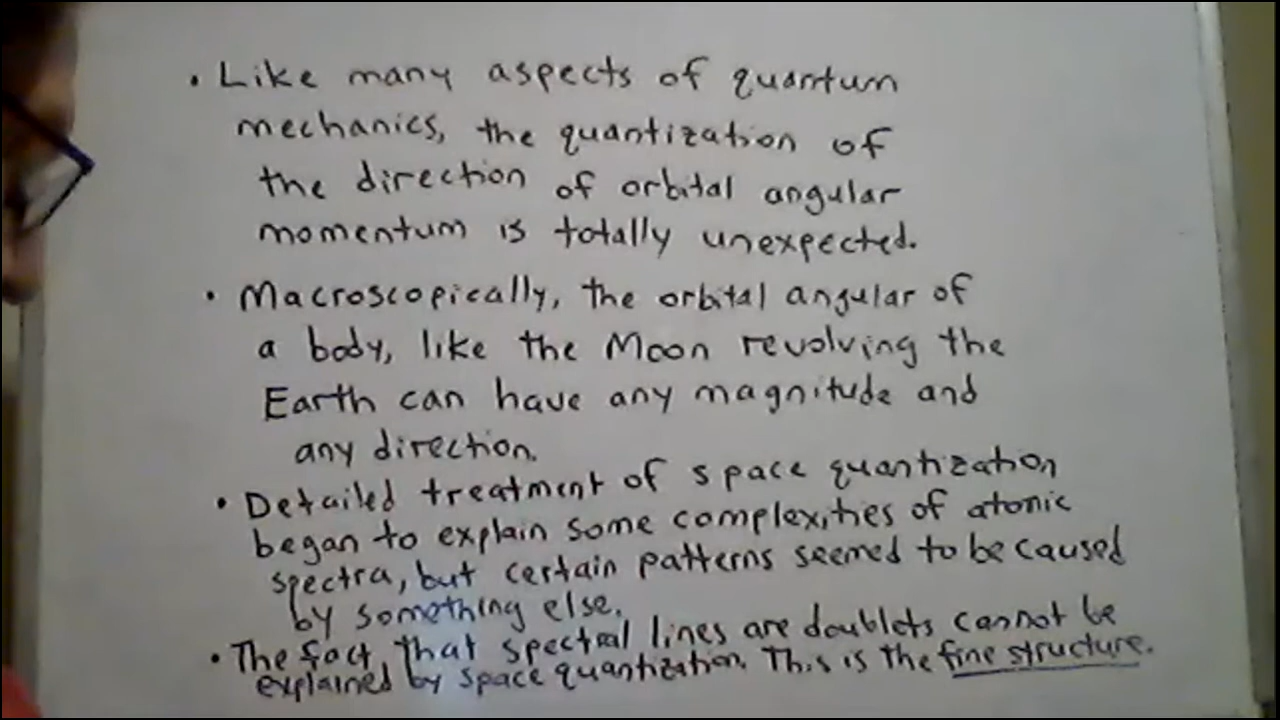 • Like many aspects of quantum
mechanics, the quantization of
the direction of orbital angular
momentum is totally unexpected.
• Macroscopically, the orbital angular of
a body, like the Moon revolving the
Earth can have any magnitude and
any direction.
• Detailed treatment of space quantization
began to explain some complexities of atomic
spectra, but certain patterns seemed to be caused
by something else.
• The fact, that spectral lines are doublets cannot be
explained by space quantization. This is the fine structure.